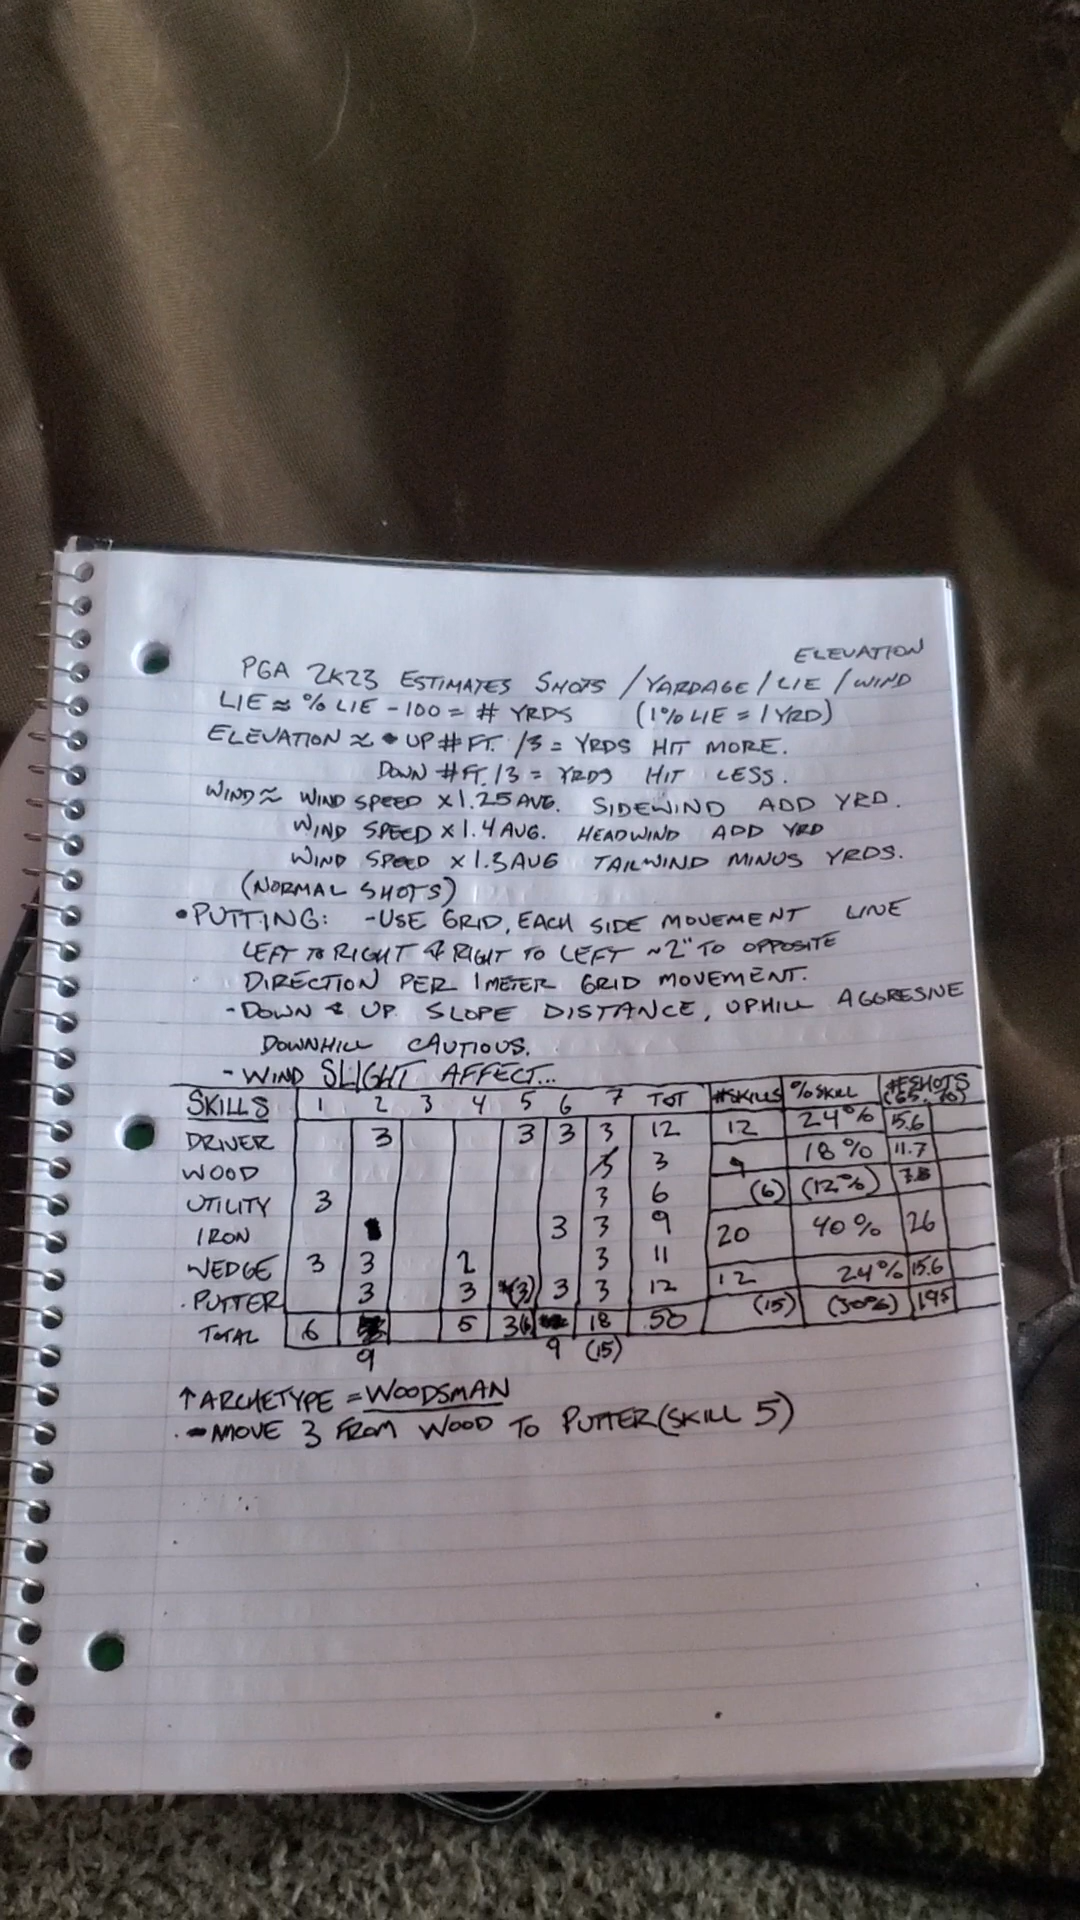 ELEVATION
PGA 2K23 ESTIMATES SHOTS / YARDAGE / LIE / WIND
LIE ≈ % LIE - 100 = # YRDS (1% LIE = 1 YRD)
ELEVATION ≈ • UP # FT. /3 = YRDS HIT MORE.
DOWN # FT. /3 = YRDS HIT LESS.
WIND ≈ WIND SPEED X 1.25 AVG. SIDEWIND ADD YRD.
WIND SPEED X 1.4 AUG. HEADWIND ADD YRD
WIND SPEED X 1.3 AUG TAILWIND MINUS YRDS.
(NORMAL SHOTS)
• PUTTING: - USE GRID, EACH SIDE MOVEMENT LINE
LEFT TO RIGHT & RIGHT TO LEFT ~2" TO OPPOSITE
DIRECTION PER 1 METER GRID MOVEMENT.
- DOWN & UP SLOPE DISTANCE, UPHILL AGGRESIVE
DOWNHILL CAUTIOUS.
- WIND SLIGHT AFFECT...
SKILLS 1 2 3 4 5 6 7 TOT #SKILLS % SKILL # SHOTS
DRIVER 3 3 3 3 12 12 24% 15.6
WOOD 3 3 9 18% 11.7
UTILITY 3 3 6 (6) (12%)
IRON 3 3 9 20 40% 26
WEDGE 3 3 2 3 11 12 24% 15.6
PUTTER 3 3 (3) 3 3 12 (15) (30%) 19.5
TOTAL 6 5 18 50
9 9 (15)
↑ ARCHETYPE = WOODSMAN
- MOVE 3 FROM WOOD TO PUTTER (SKILL 5)